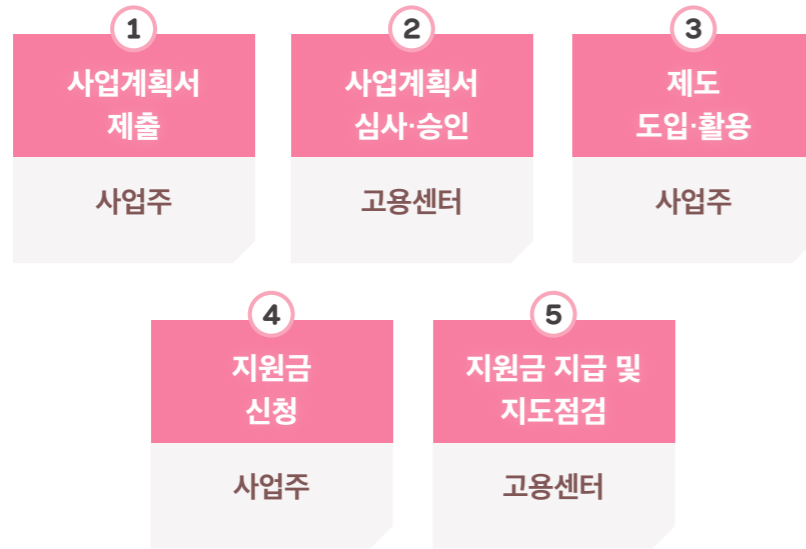 1
사업계획서
제출
사업주
2
사업계획서
심사·승인
고용센터
3
제도
도입·활용
사업주
4
지원금
신청
사업주
5
지원금 지급 및
지도점검
고용센터